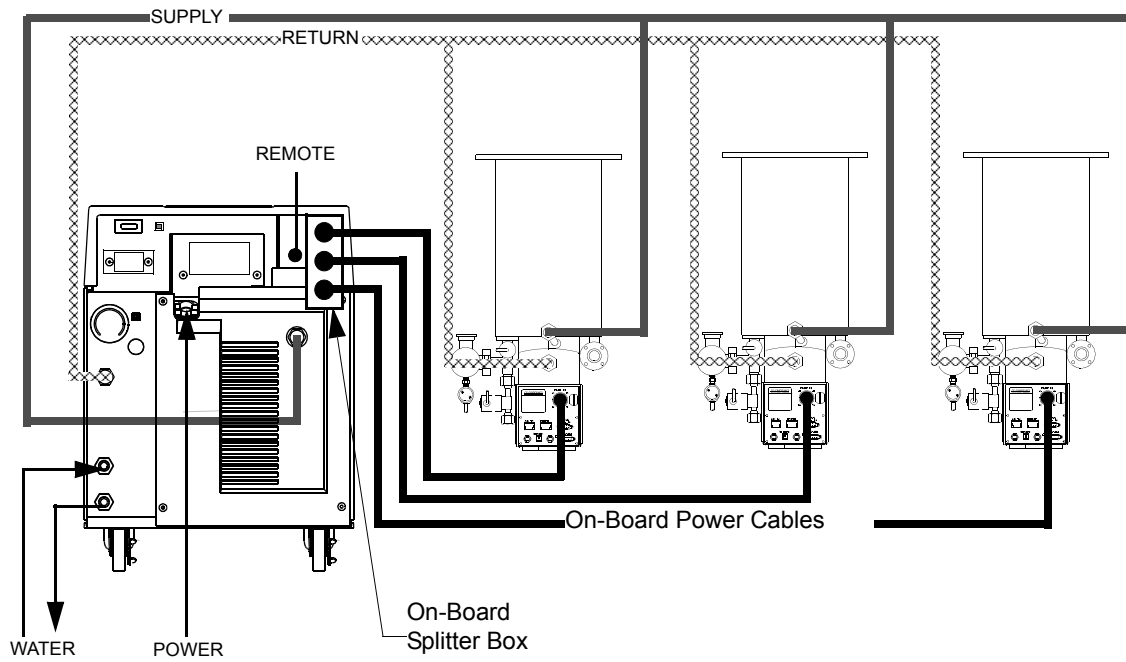 SUPPLY
RETURN
REMOTE
On-Board Power Cables
On-Board
Splitter Box
WATER
POWER